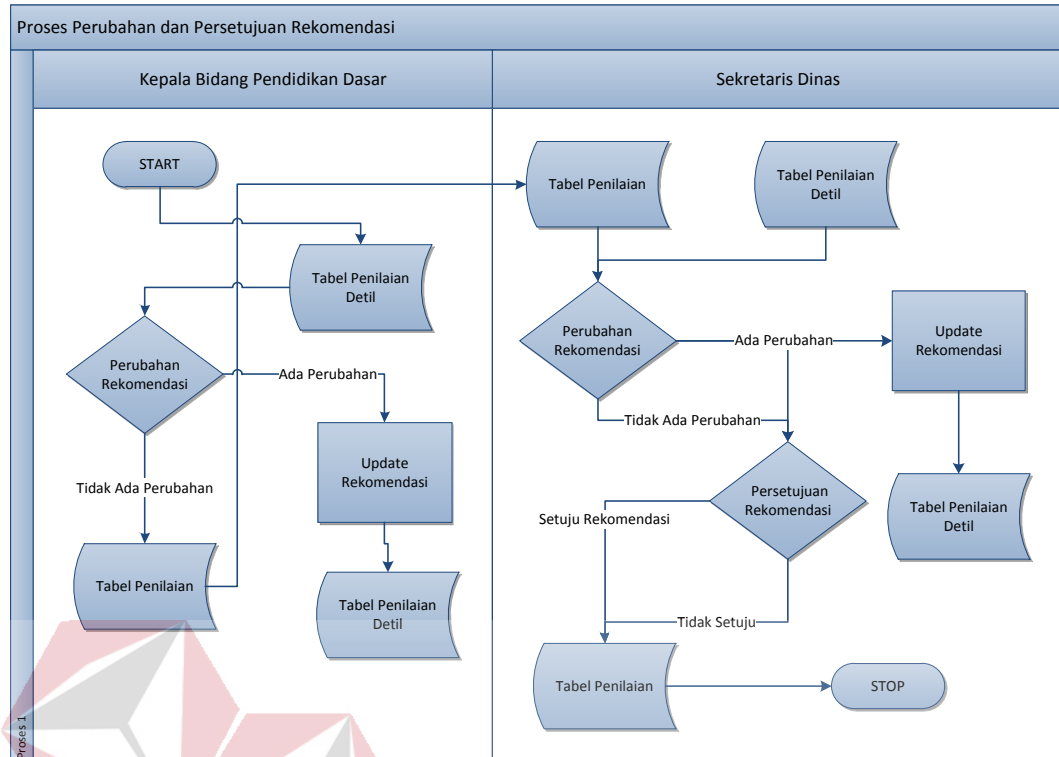 Proses Perubahan dan Persetujuan Rekomendasi
Kepala Bidang Pendidikan Dasar
Sekretaris Dinas
START
Tabel Penilaian
Detil
Perubahan
Rekomendasi
Ada Perubahan
Update
Rekomendasi
Tidak Ada Perubahan
Tabel Penilaian
Tabel Penilaian
Detil
Tabel Penilaian
Tabel Penilaian
Detil
Perubahan
Rekomendasi
Ada Perubahan
Update
Rekomendasi
Tidak Ada Perubahan
Persetujuan
Rekomendasi
Setuju Rekomendasi
Tabel Penilaian
Detil
Tidak Setuju
Tabel Penilaian
STOP
Proses 1